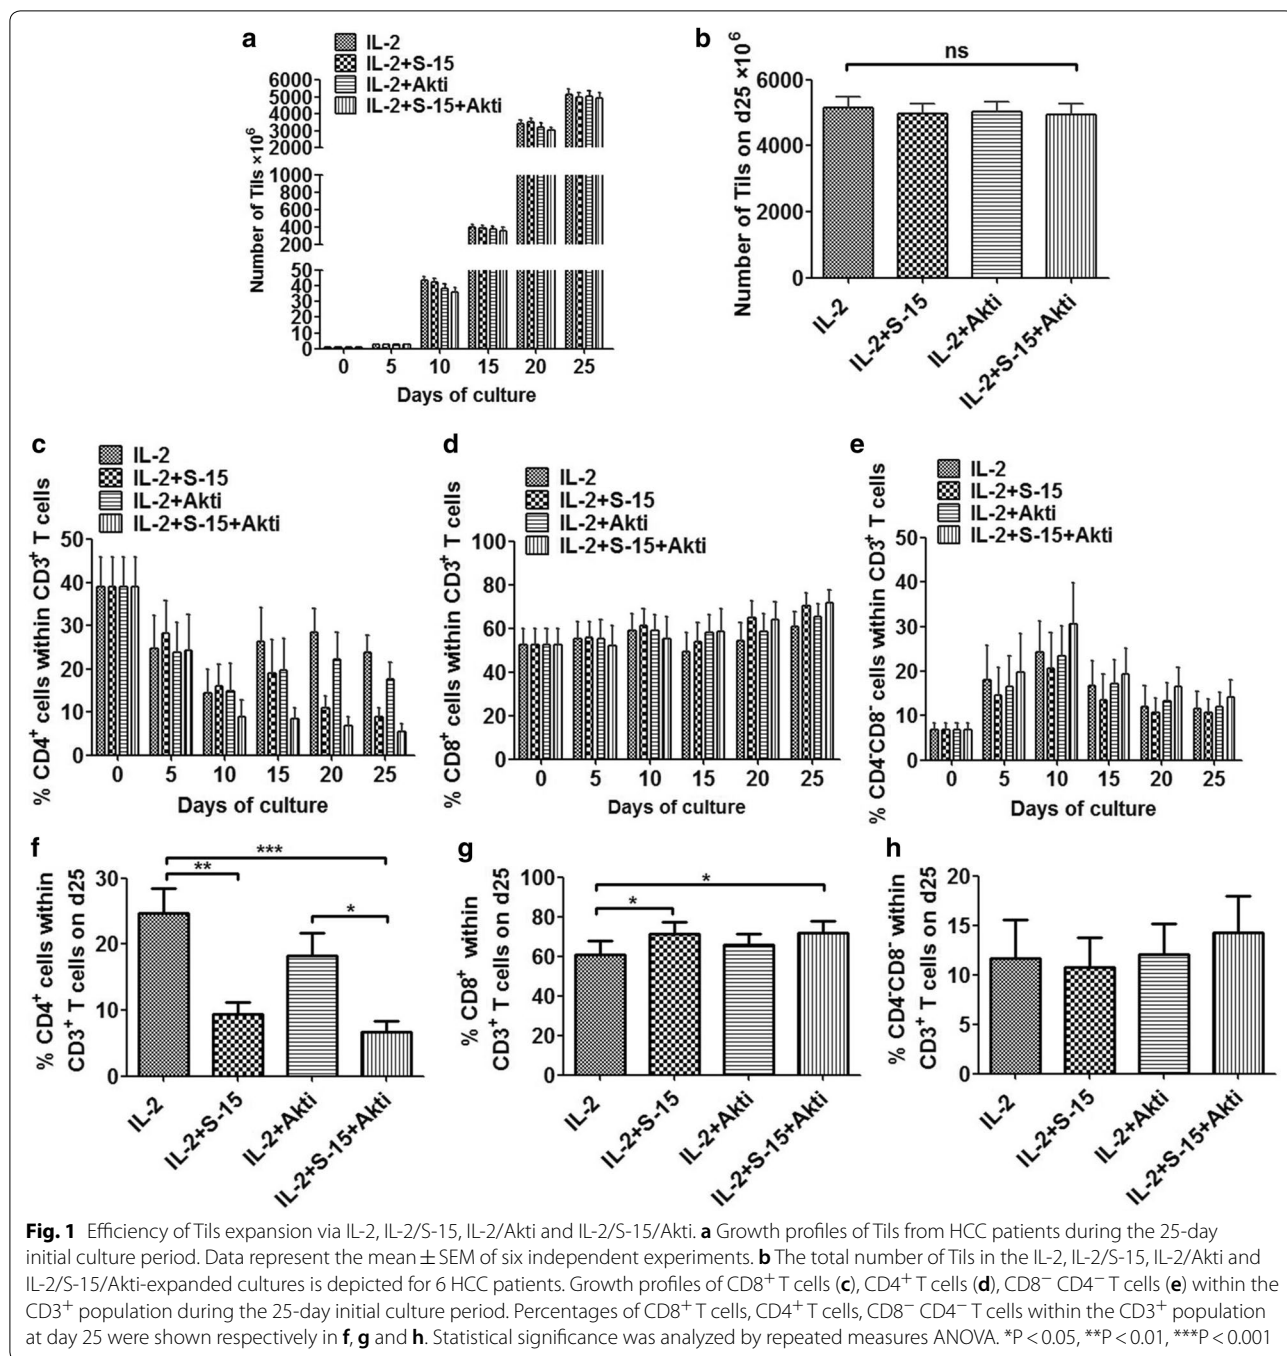 a
IL-2
IL-2+S-15
IL-2+Akti
IL-2+S-15+Akti
Number of Tils ×10⁶
6000
5000
4000
3000
2000
1000
800
600
400
200
50
40
30
20
10
0
0 5 10 15 20 25
Days of culture
b
ns
Number of Tils on d25 ×10⁶
6000
4000
2000
0
IL-2
IL-2+S-15
IL-2+Akti
IL-2+S-15+Akti
c
IL-2
IL-2+S-15
IL-2+Akti
IL-2+S-15+Akti
% CD4⁺ cells within CD3⁺ T cells
50
40
30
20
10
0
0 5 10 15 20 25
Days of culture
d
IL-2
IL-2+S-15
IL-2+Akti
IL-2+S-15+Akti
% CD8⁺ cells within CD3⁺ T cells
100
80
60
40
20
0
0 5 10 15 20 25
Days of culture
e
IL-2
IL-2+S-15
IL-2+Akti
IL-2+S-15+Akti
% CD4⁻CD8⁻ cells within CD3⁺ T cells
50
40
30
20
10
0
0 5 10 15 20 25
Days of culture
f
***
**
*
% CD4⁺ cells within
CD3⁺ T cells on d25
30
20
10
0
IL-2
IL-2+S-15
IL-2+Akti
IL-2+S-15+Akti
g
*
*
% CD8⁺ within
CD3⁺ T cells on d25
100
80
60
40
20
0
IL-2
IL-2+S-15
IL-2+Akti
IL-2+S-15+Akti
h
% CD4⁻CD8⁻ within
CD3⁺ T cells on d25
20
15
10
5
0
IL-2
IL-2+S-15
IL-2+Akti
IL-2+S-15+Akti
Fig. 1 Efficiency of Tils expansion via IL-2, IL-2/S-15, IL-2/Akti and IL-2/S-15/Akti. a Growth profiles of Tils from HCC patients during the 25-day
initial culture period. Data represent the mean ± SEM of six independent experiments. b The total number of Tils in the IL-2, IL-2/S-15, IL-2/Akti and
IL-2/S-15/Akti-expanded cultures is depicted for 6 HCC patients. Growth profiles of CD8⁺ T cells (c), CD4⁺ T cells (d), CD8⁻ CD4⁻ T cells (e) within the
CD3⁺ population during the 25-day initial culture period. Percentages of CD8⁺ T cells, CD4⁺ T cells, CD8⁻ CD4⁻ T cells within the CD3⁺ population
at day 25 were shown respectively in f, g and h. Statistical significance was analyzed by repeated measures ANOVA. *P < 0.05, **P < 0.01, ***P < 0.001